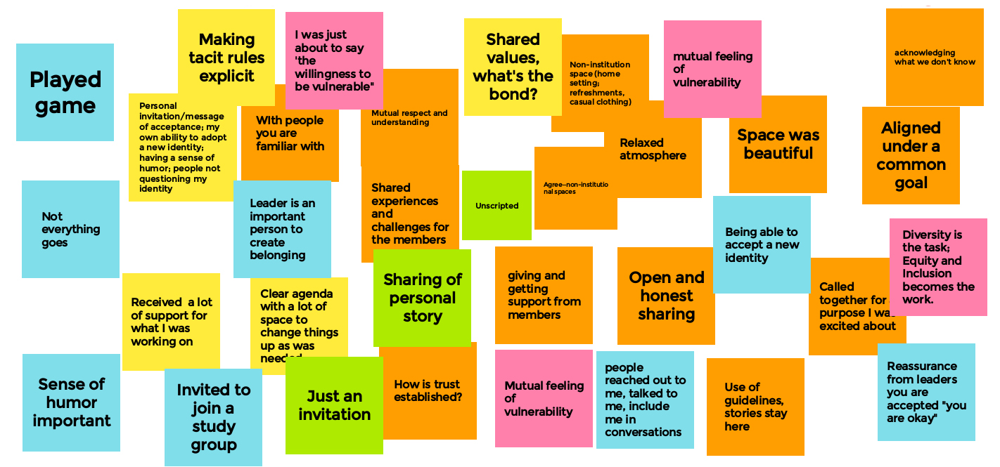 Played
game
Making
tacit rules
explicit
I was just
about to say
'the
willingness to
be vulnerable"
Shared
values,
what's the
bond?
Non-institution
space (home
setting;
refreshments,
casual clothing)
mutual feeling
of
vulnerability
acknowledging
what we don't know
Personal
invitation/message
of acceptance; my
own ability to adopt
a new identity;
having a sense of
humor; people not
questioning my
identity
WIth people
you are
familiar with
Mutual respect and
understanding
Relaxed
atmosphere
Space was
beautiful
Aligned
under a
common
goal
Not
everything
goes
Leader is an
important
person to
create
belonging
Shared
experiences
and
challenges for
the members
Unscripted
Agree--non-institutio
nal spaces
Being able to
accept a new
identity
Diversity is
the task;
Equity and
Inclusion
becomes the
work.
Received a lot
of support for
what I was
working on
Clear agenda
with a lot of
space to
change things
up as was
needed
Sharing of
personal
story
giving and
getting
support from
members
Open and
honest
sharing
Called
together for
purpose I was
excited about
Sense of
humor
important
Invited to
join a
study
group
Just an
invitation
How is trust
established?
Mutual feeling
of
vulnerability
people
reached out to
me, talked to
me, include
me in
conversations
Use of
guidelines,
stories stay
here
Reassurance
from leaders
you are
accepted "you
are okay"